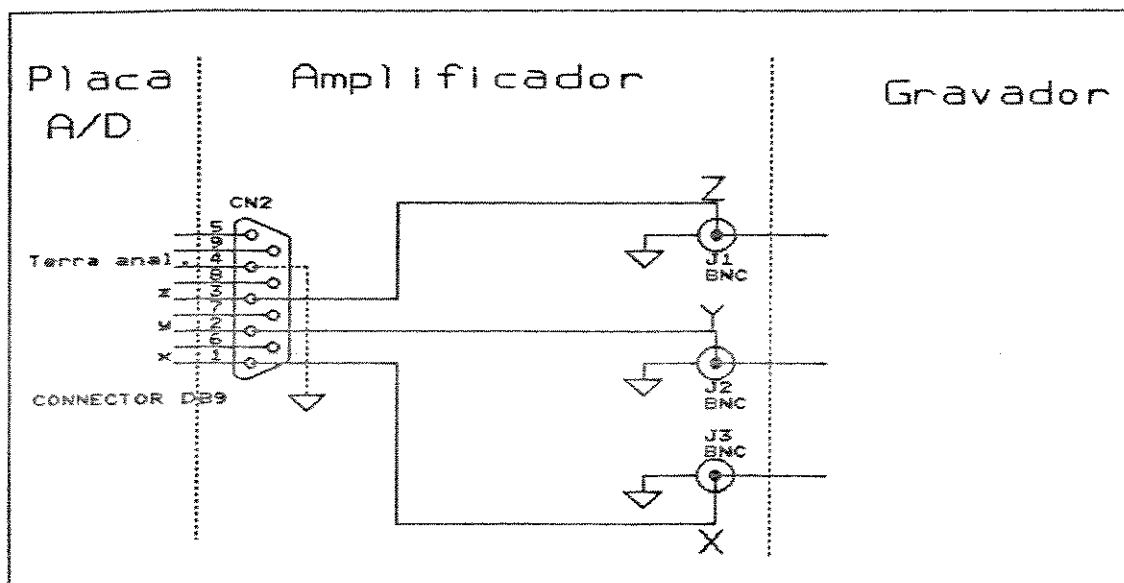 Placa
A/D
Amplificador
Gravador
CN2
5
9
Terra anal. 4
8
z 3
7
y 2
6
x 1
CONNECTOR DB9
Z
J1
BNC
Y
J2
BNC
J3
BNC
X